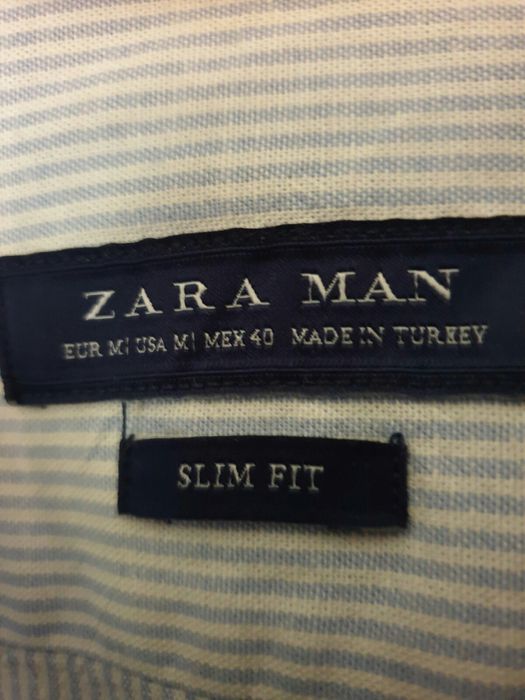 ZARA MAN
EUR M| USA M| MEX 40 MADE IN TURKEY
SLIM FIT